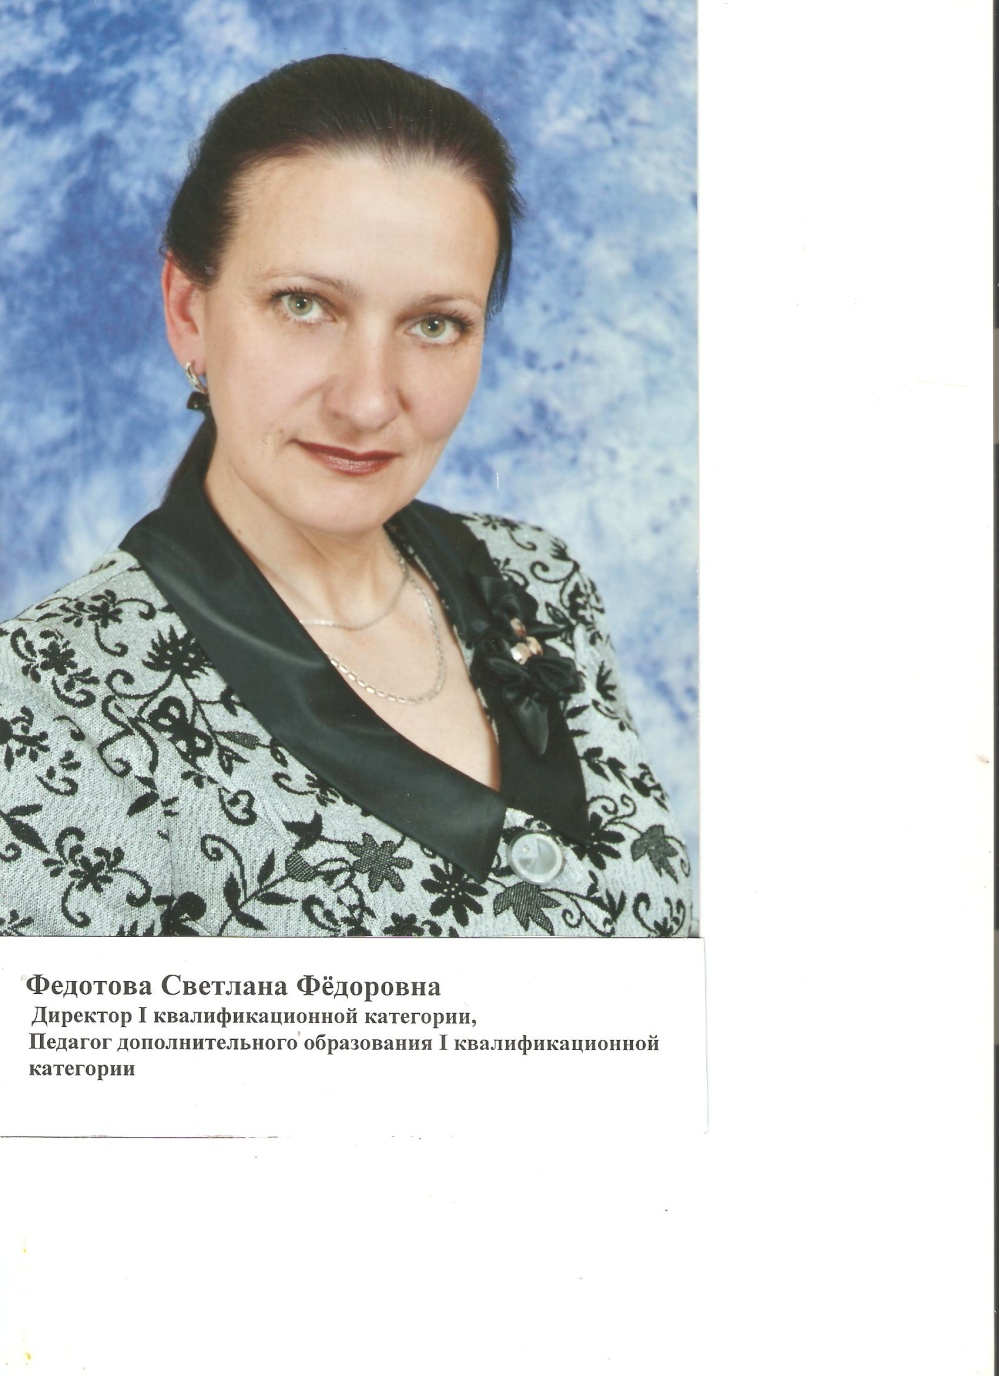 Федотова Светлана Фёдоровна
Директор I квалификационной категории,
Педагог дополнительного образования I квалификационной
категории